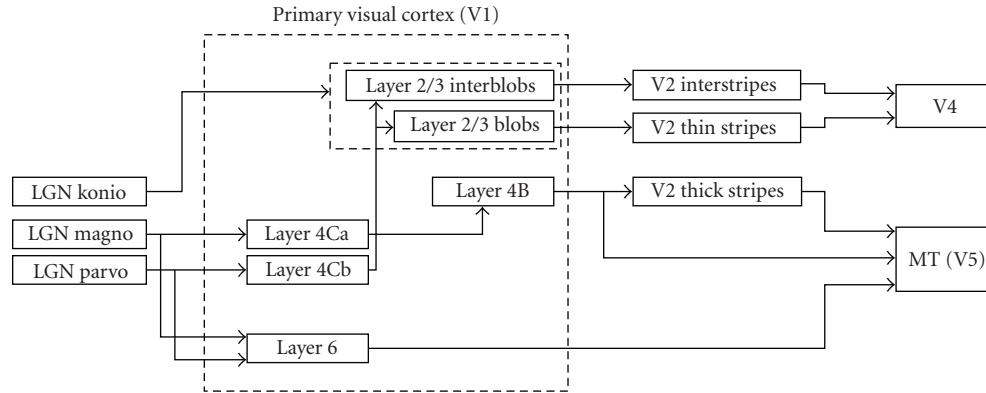 Primary visual cortex (V1)
Layer 2/3 interblobs
V2 interstripes
V4
Layer 2/3 blobs
V2 thin stripes
LGN konio
Layer 4B
V2 thick stripes
LGN magno
Layer 4Ca
MT (V5)
LGN parvo
Layer 4Cb
Layer 6